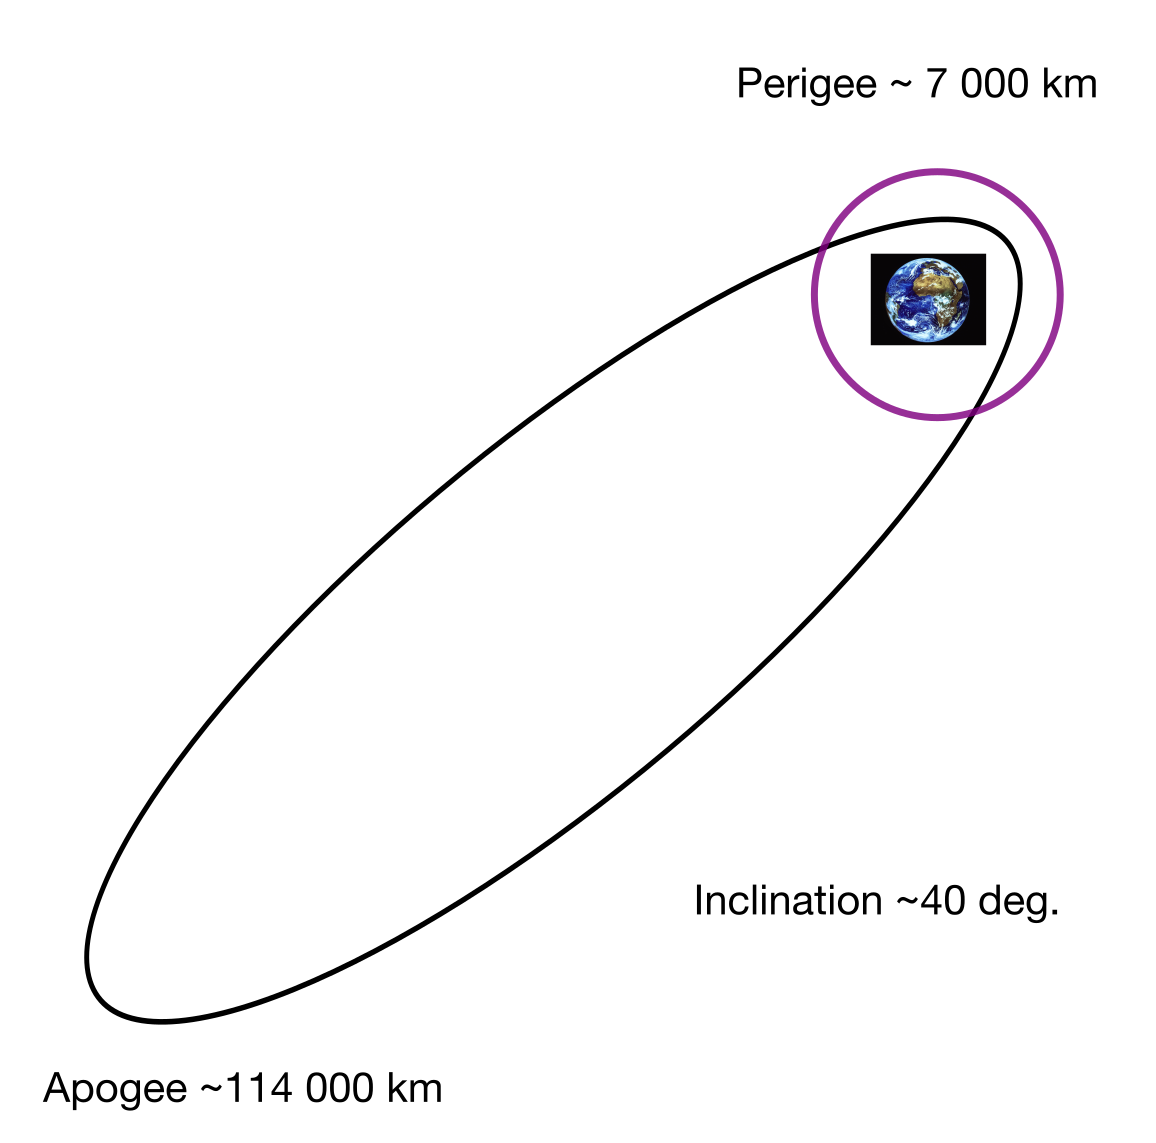 Perigee ~ 7 000 km
Inclination ~40 deg.
Apogee ~114 000 km